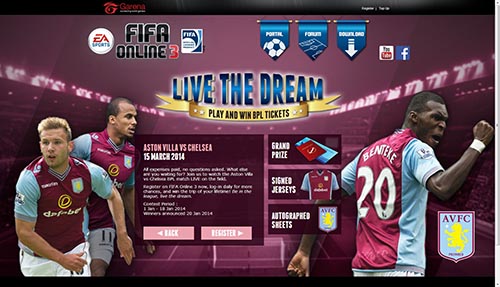 Garena
Register | Top Up
EA SPORTS
FIFA
ONLINE 3
PORTAL
FORUM
DOWNLOAD
You Tube
f
LIVE THE DREAM
PLAY AND WIN BPL TICKETS
ASTON VILLA VS CHELSEA
15 MARCH 2014
All expenses paid, no questions asked. What else
are you waiting for? Join us to watch the Aston Villa
vs Chelsea BPL match LIVE! on the field.
Register on FIFA Online 3 now, log in daily for more
chances, and win the trip of your lifetime! Be in the
league, live the dream.
Contest Period :
1 Jan - 18 Jan 2014
Winners announced 20 Jan 2014
BACK
REGISTER
GRAND
PRIZE
SIGNED
JERSEYS
AUTOGRAPHED
SHEETS
dafabet
dafabet
11
BENTEKE
20
AVFC
PREPARED